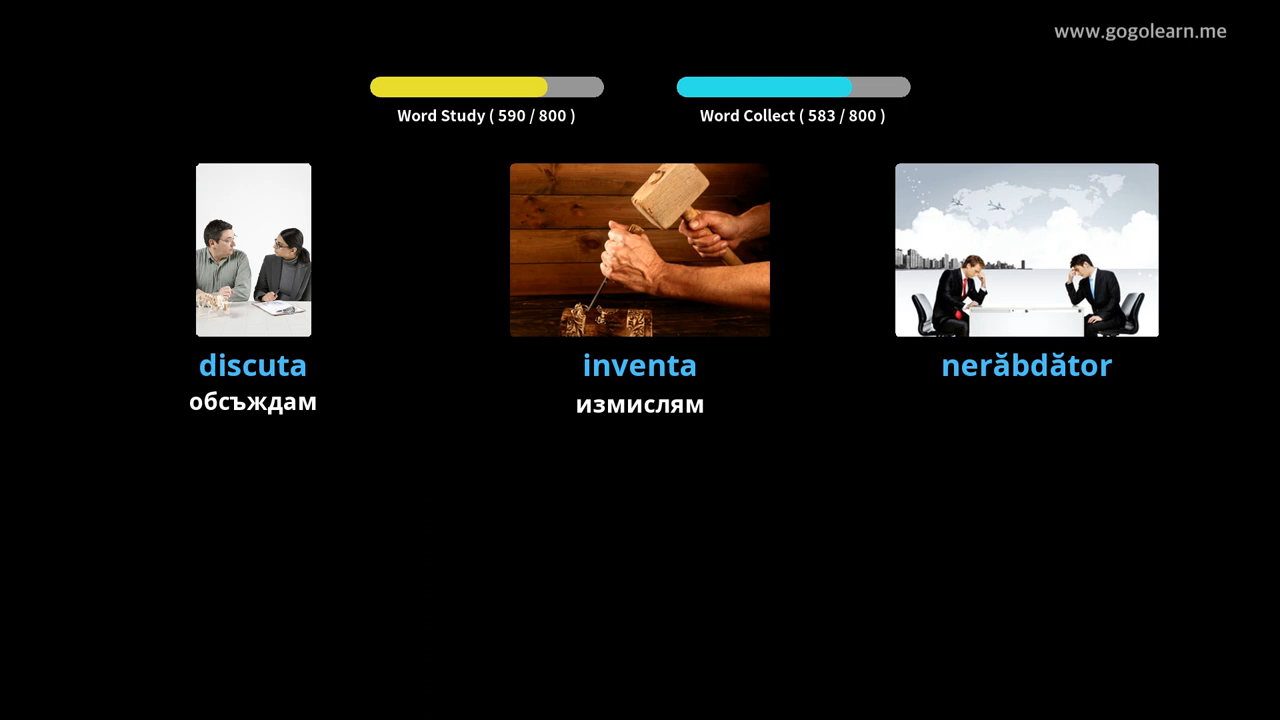 www.gogolearn.me
Word Study ( 590 / 800 )
Word Collect ( 583 / 800 )
discuta
обсъждам
inventa
измислям
nerăbdător